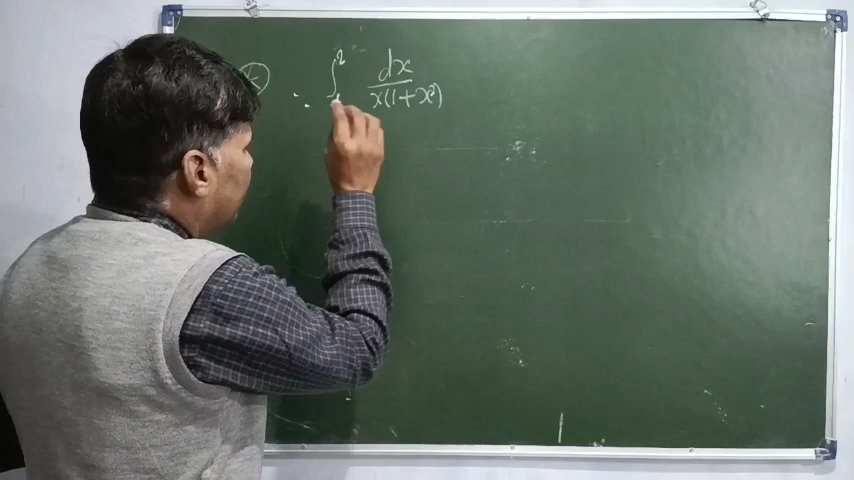 ∴ ∫² dx / x(1+x²)